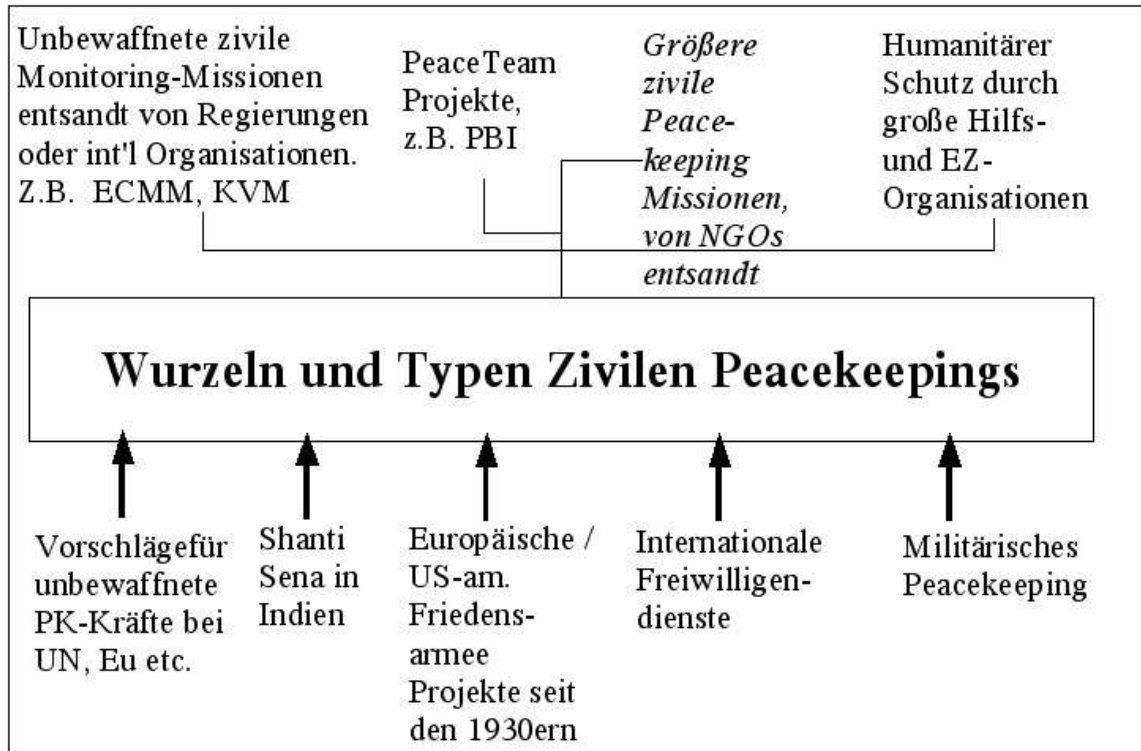 Unbewaffnete zivile
Monitoring-Missionen
entsandt von Regierungen
oder int'l Organisationen.
Z.B. ECMM, KVM
PeaceTeam
Projekte,
z.B. PBI
Größere
zivile
Peace-
keeping
Missionen,
von NGOs
entsandt
Humanitärer
Schutz durch
große Hilfs-
und EZ-
Organisationen
Wurzeln und Typen Zivilen Peacekeepings
Vorschlägefür
unbewaffnete
PK-Kräfte bei
UN, Eu etc.
Shanti
Sena in
Indien
Europäische /
US-am.
Friedens-
armee
Projekte seit
den 1930ern
Internationale
Freiwilligen-
dienste
Militärisches
Peacekeeping